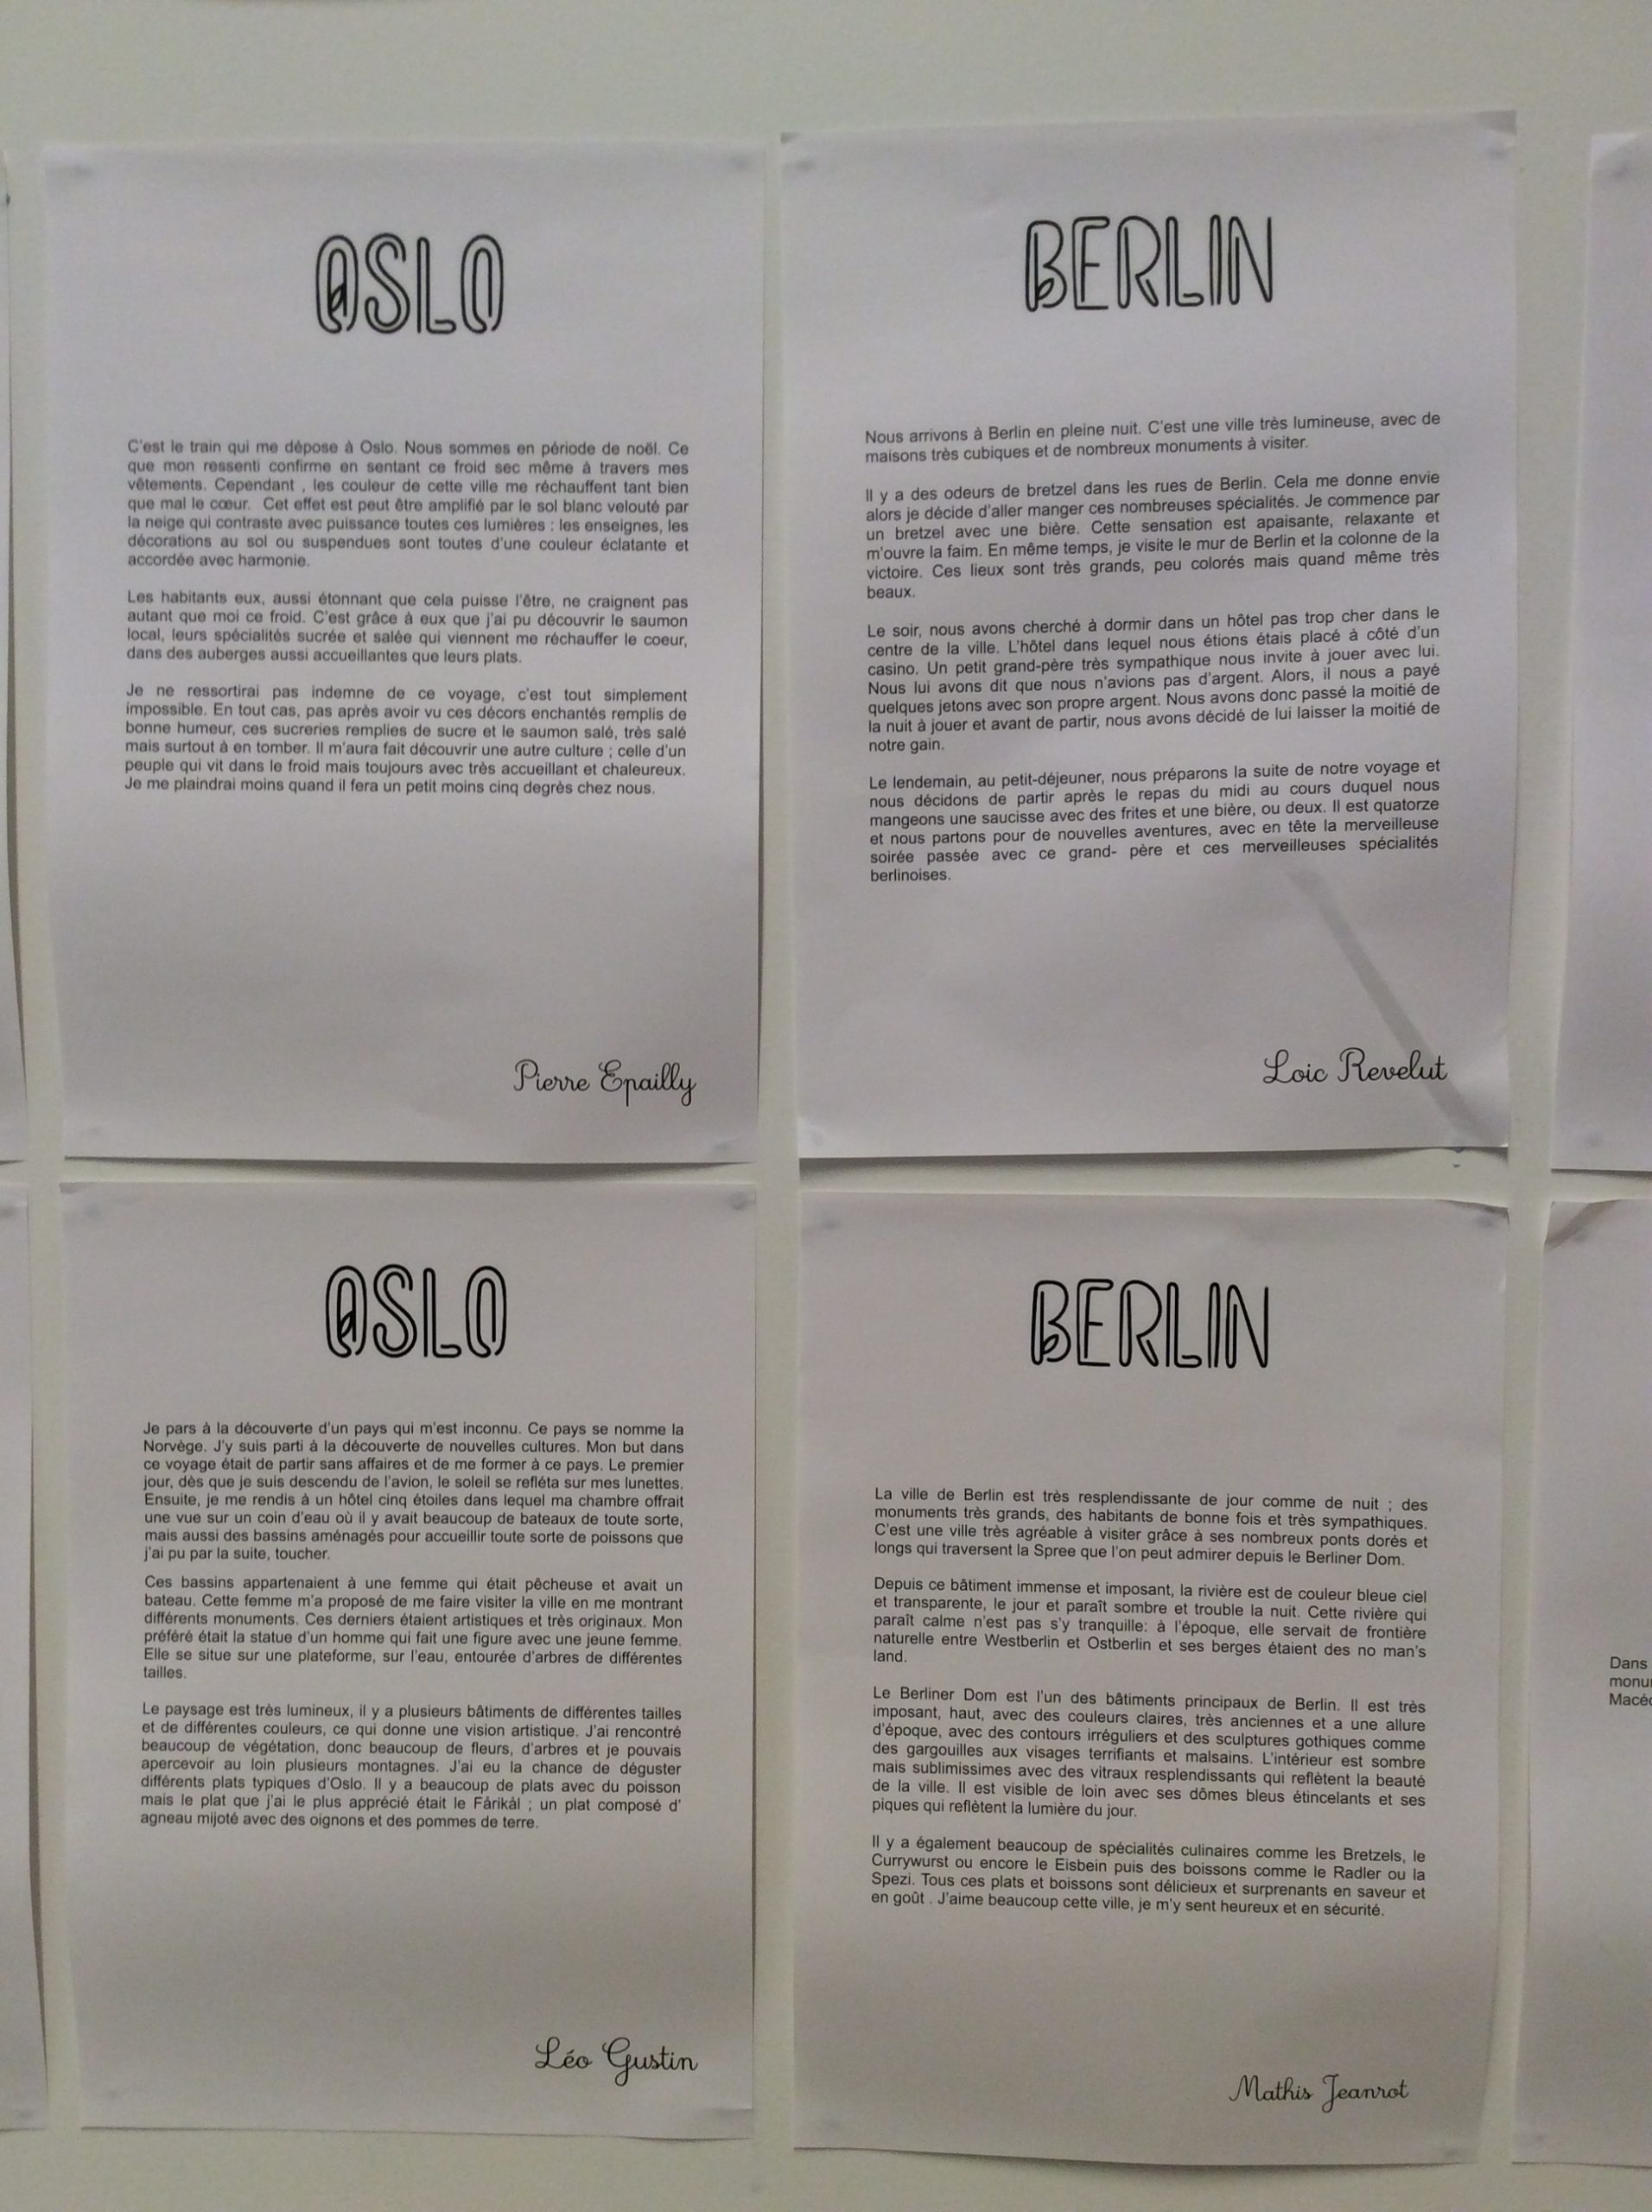 OSLO
C'est le train qui me dépose à Oslo. Nous sommes en période de noël. Ce
que mon ressenti confirme en sentant ce froid sec même à travers mes
vêtements. Cependant , les couleur de cette ville me réchauffent tant bien
que mal le cœur. Cet effet est peut être amplifié par le sol blanc velouté par
la neige qui contraste avec puissance toutes ces lumières : les enseignes, les
décorations au sol ou suspendues sont toutes d'une couleur éclatante et
accordée avec harmonie.
Les habitants eux, aussi étonnant que cela puisse l'être, ne craignent pas
autant que moi ce froid. C'est grâce à eux que j'ai pu découvrir le saumon
local, leurs spécialités sucrée et salée qui viennent me réchauffer le coeur,
dans des auberges aussi accueillantes que leurs plats.
Je ne ressortirai pas indemne de ce voyage, c'est tout simplement
impossible. En tout cas, pas après avoir vu ces décors enchantés remplis de
bonne humeur, ces sucreries remplies de sucre et le saumon salé, très salé
mais surtout à en tomber. Il m'aura fait découvrir une autre culture ; celle d'un
peuple qui vit dans le froid mais toujours avec très accueillant et chaleureux.
Je me plaindrai moins quand il fera un petit moins cinq degrès chez nous.
Pierre Epailly
BERLIN
Nous arrivons à Berlin en pleine nuit. C'est une ville très lumineuse, avec de
maisons très cubiques et de nombreux monuments à visiter.
Il y a des odeurs de bretzel dans les rues de Berlin. Cela me donne envie
alors je décide d'aller manger ces nombreuses spécialités. Je commence par
un bretzel avec une bière. Cette sensation est apaisante, relaxante et
m'ouvre la faim. En même temps, je visite le mur de Berlin et la colonne de la
victoire. Ces lieux sont très grands, peu colorés mais quand même très
beaux.
Le soir, nous avons cherché à dormir dans un hôtel pas trop cher dans le
centre de la ville. L'hôtel dans lequel nous étions étais placé à côté d'un
casino. Un petit grand-père très sympathique nous invite à jouer avec lui.
Nous lui avons dit que nous n'avions pas d'argent. Alors, il nous a payé
quelques jetons avec son propre argent. Nous avons donc passé la moitié de
la nuit à jouer et avant de partir, nous avons décidé de lui laisser la moitié de
notre gain.
Le lendemain, au petit-déjeuner, nous préparons la suite de notre voyage et
nous décidons de partir après le repas du midi au cours duquel nous
mangeons une saucisse avec des frites et une bière, ou deux. Il est quatorze
et nous partons pour de nouvelles aventures, avec en tête la merveilleuse
soirée passée avec ce grand- père et ces merveilleuses spécialités
berlinoises.
Loic Revelut
OSLO
Je pars à la découverte d'un pays qui m'est inconnu. Ce pays se nomme la
Norvège. J'y suis parti à la découverte de nouvelles cultures. Mon but dans
ce voyage était de partir sans affaires et de me former à ce pays. Le premier
jour, dès que je suis descendu de l'avion, le soleil se refléta sur mes lunettes.
Ensuite, je me rendis à un hôtel cinq étoiles dans lequel ma chambre offrait
une vue sur un coin d'eau où il y avait beaucoup de bateaux de toute sorte,
mais aussi des bassins aménagés pour accueillir toute sorte de poissons que
j'ai pu par la suite, toucher.
Ces bassins appartenaient à une femme qui était pêcheuse et avait un
bateau. Cette femme m'a proposé de me faire visiter la ville en me montrant
différents monuments. Ces derniers étaient artistiques et très originaux. Mon
préféré était la statue d'un homme qui fait une figure avec une jeune femme.
Elle se situe sur une plateforme, sur l'eau, entourée d'arbres de différentes
tailles.
Le paysage est très lumineux, il y a plusieurs bâtiments de différentes tailles
et de différentes couleurs, ce qui donne une vision artistique. J'ai rencontré
beaucoup de végétation, donc beaucoup de fleurs, d'arbres et je pouvais
apercevoir au loin plusieurs montagnes. J'ai eu la chance de déguster
différents plats typiques d'Oslo. Il y a beaucoup de plats avec du poisson
mais le plat que j'ai le plus apprécié était le Fårikål ; un plat composé d'
agneau mijoté avec des oignons et des pommes de terre.
Léo Gustin
BERLIN
La ville de Berlin est très resplendissante de jour comme de nuit ; des
monuments très grands, des habitants de bonne fois et très sympathiques.
C'est une ville très agréable à visiter grâce à ses nombreux ponts dorés et
longs qui traversent la Spree que l'on peut admirer depuis le Berliner Dom.
Depuis ce bâtiment immense et imposant, la rivière est de couleur bleue ciel
et transparente, le jour et paraît sombre et trouble la nuit. Cette rivière qui
paraît calme n'est pas s'y tranquille: à l'époque, elle servait de frontière
naturelle entre Westberlin et Ostberlin et ses berges étaient des no man's
land.
Le Berliner Dom est l'un des bâtiments principaux de Berlin. Il est très
imposant, haut, avec des couleurs claires, très anciennes et a une allure
d'époque, avec des contours irréguliers et des sculptures gothiques comme
des gargouilles aux visages terrifiants et malsains. L'intérieur est sombre
mais sublimissimes avec des vitraux resplendissants qui reflètent la beauté
de la ville. Il est visible de loin avec ses dômes bleus étincelants et ses
piques qui reflètent la lumière du jour.
Il y a également beaucoup de spécialités culinaires comme les Bretzels, le
Currywurst ou encore le Eisbein puis des boissons comme le Radler ou la
Spezi. Tous ces plats et boissons sont délicieux et surprenants en saveur et
en goût . J'aime beaucoup cette ville, je m'y sent heureux et en sécurité.
Mathis Jeanrot
Dans